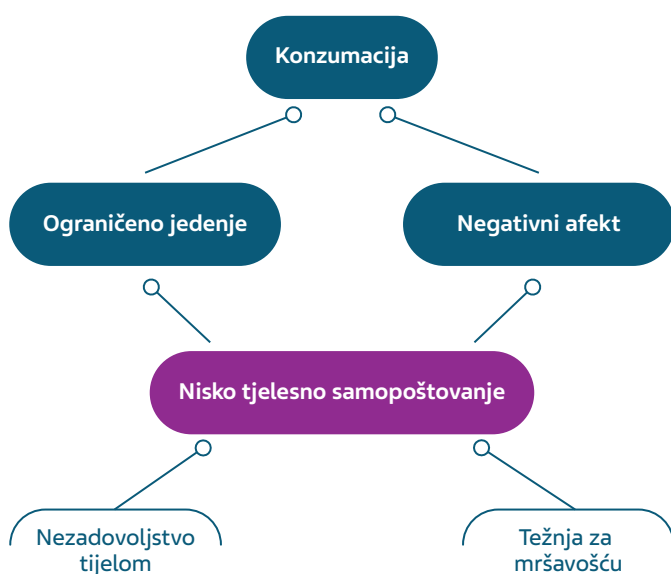 Konzumacija
Ograničeno jedenje
Negativni afekt
Nisko tjelesno samopoštovanje
Nezadovoljstvo
tijelom
Težnja za
mršavošću